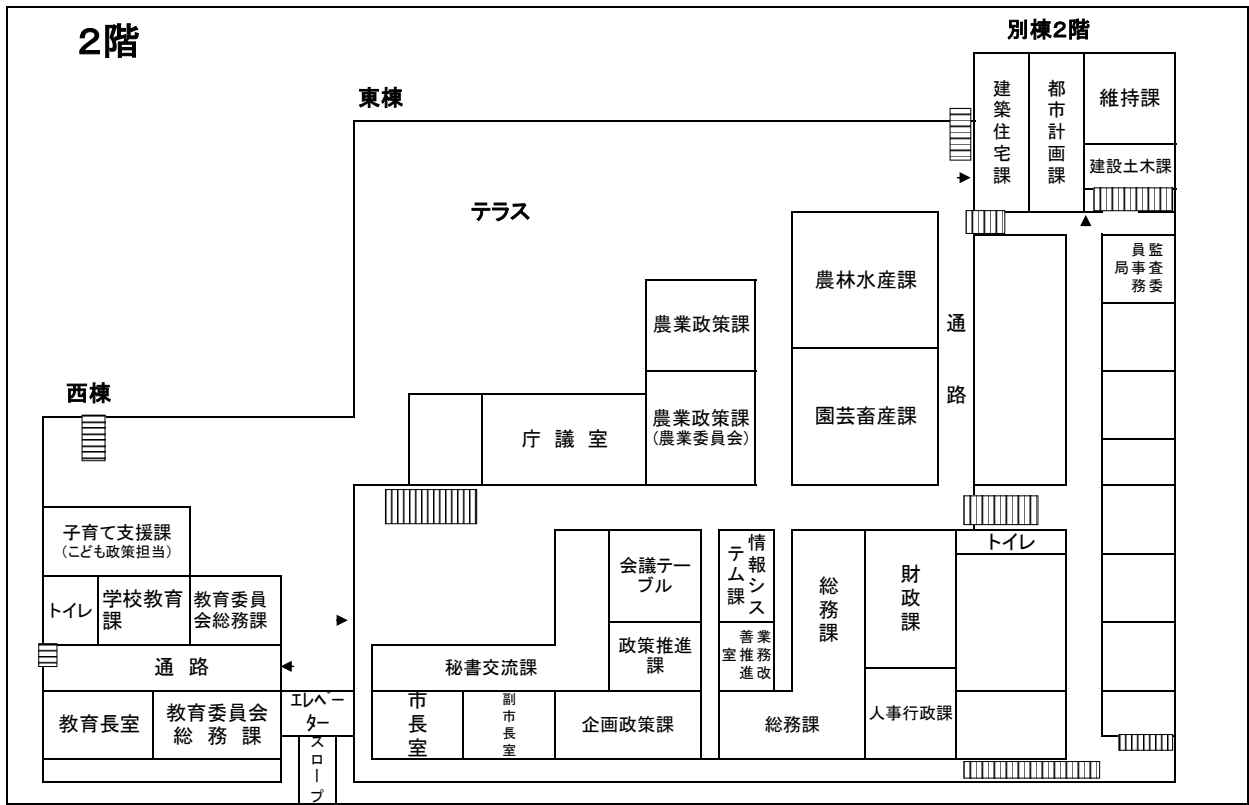 2階
別棟2階
東棟
建築住宅課
都市計画課
維持課
建設土木課
テラス
監査委
員事務
局
農林水産課
農業政策課
通路
西棟
庁議室
農業政策課
(農業委員会)
園芸畜産課
子育て支援課
(こども政策担当)
トイレ
学校教育
課
教育委員
会総務課
通路
教育長室
教育委員会
総務課
エレベー
ター
スロープ
会議テー
ブル
政策推進
課
秘書交流課
市長室
副市長室
企画政策課
情報シス
テム課
業務改
善推進
室
総務課
総務課
財政課
人事行政課
トイレ